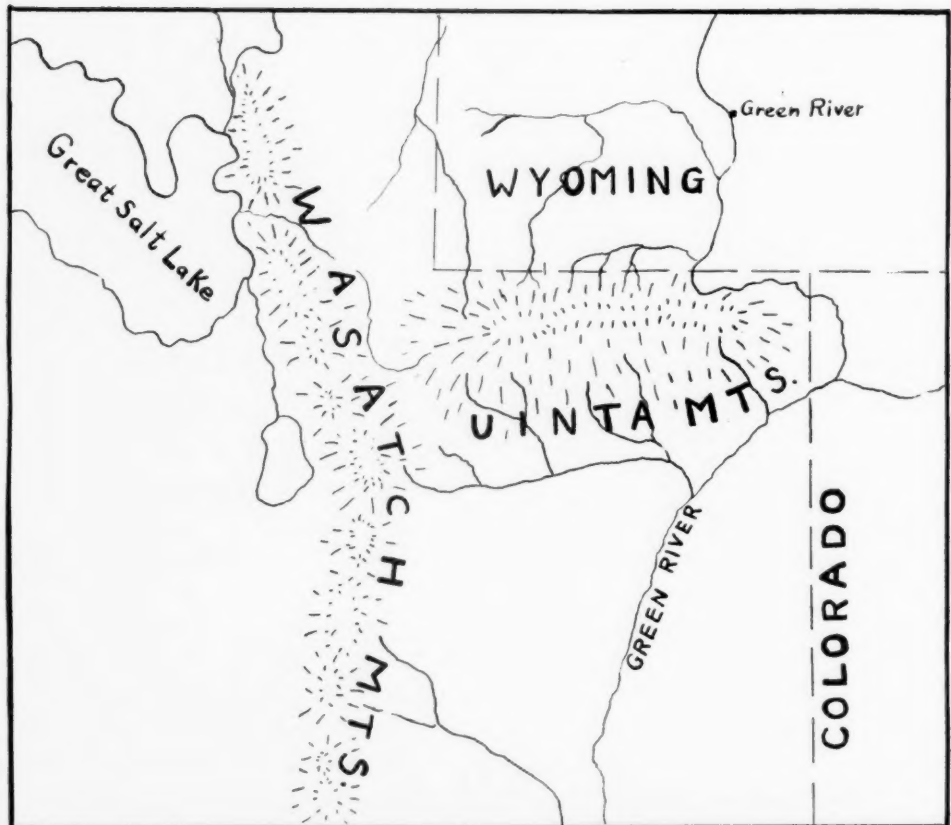 Green River
WYOMING
Great Salt Lake
WASATCH MTS.
UINTA MTS.
GREEN RIVER
COLORADO